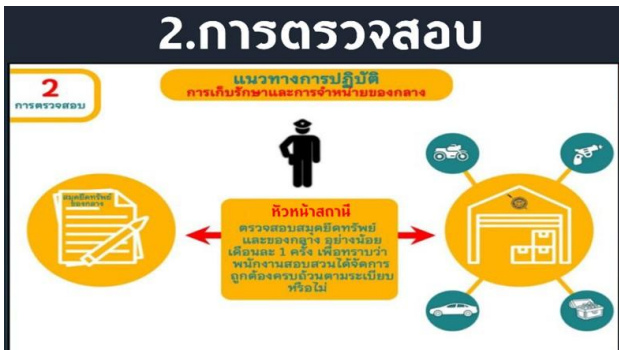 2.การตรวจสอบ
2
การตรวจสอบ
แนวทางการปฏิบัติ
การเก็บรักษาและการจำหน่ายของกลาง
สมุดยึดทรัพย์
ของกลาง
หัวหน้าสถานี
ตรวจสอบสมุดยึดทรัพย์
และของกลาง อย่างน้อย
เดือนละ 1 ครั้ง เพื่อทราบว่า
พนักงานสอบสวนได้จัดการ
ถูกต้องครบถ้วนตามระเบียบ
หรือไม่